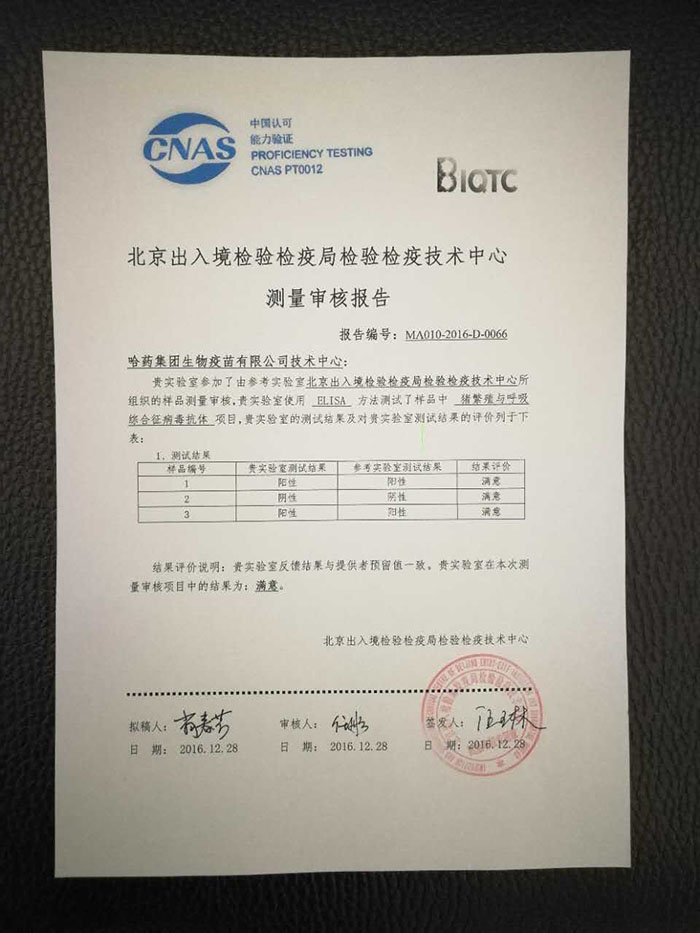 CNAS
中国认可
能力验证
PROFICIENCY TESTING
CNAS PT0012
BIQTC
北京出入境检验检疫局检验检疫技术中心
测量审核报告
报告编号：MA010-2016-D-0066
哈药集团生物疫苗有限公司技术中心：
贵实验室参加了由参考实验室北京出入境检验检疫局检验检疫技术中心所
组织的样品测量审核，贵实验室使用 ELISA 方法测试了样品中 猪繁殖与呼吸
综合征病毒抗体 项目，贵实验室的测试结果及对贵实验室测试结果的评价列于下
表：
1. 测试结果
样品编号 贵实验室测试结果 参考实验室测试结果 结果评价
1 阳性 阳性 满意
2 阴性 阴性 满意
3 阳性 阳性 满意
结果评价说明：贵实验室反馈结果与提供者预留值一致。贵实验室在本次测
量审核项目中的结果为：满意。
北京出入境检验检疫局检验检疫技术中心
拟稿人： 审核人： 签发人：
日 期： 2016.12.28 日 期： 2016.12.28 日 期：2016.12.28